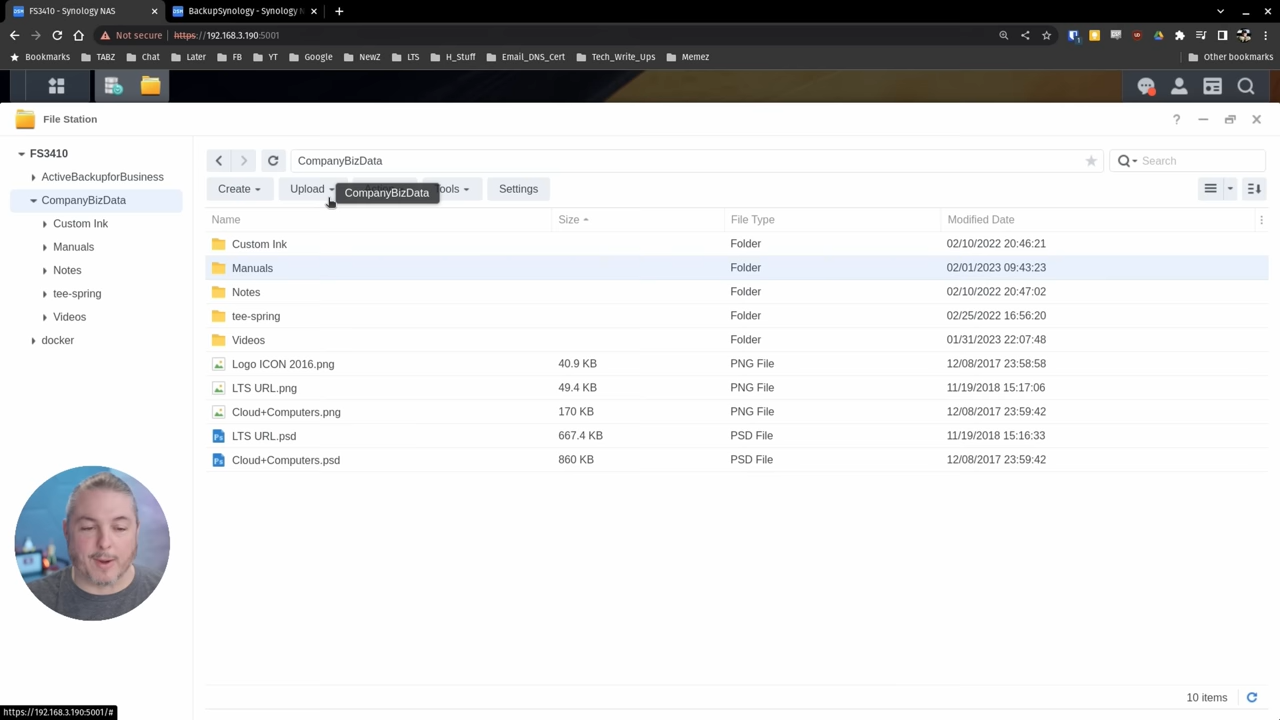 FS3410 - Synology NAS
BackupSynology - Synology N
Not secure
https://192.168.3.190:5001
Bookmarks TABZ Chat Later FB YT Google NewZ LTS H_Stuff Email_DNS_Cert Tech_Write_Ups Memez Other bookmarks
File Station
FS3410
ActiveBackupforBusiness
CompanyBizData
Custom Ink
Manuals
Notes
tee-spring
Videos
docker
CompanyBizData
Search
Create Upload ools Settings
CompanyBizData
Name Size File Type Modified Date
Custom Ink Folder 02/10/2022 20:46:21
Manuals Folder 02/01/2023 09:43:23
Notes Folder 02/10/2022 20:47:02
tee-spring Folder 02/25/2022 16:56:20
Videos Folder 01/31/2023 22:07:48
Logo ICON 2016.png 40.9 KB PNG File 12/08/2017 23:58:58
LTS URL.png 49.4 KB PNG File 11/19/2018 15:17:06
Cloud+Computers.png 170 KB PNG File 12/08/2017 23:59:42
LTS URL.psd 667.4 KB PSD File 11/19/2018 15:16:33
Cloud+Computers.psd 860 KB PSD File 12/08/2017 23:59:42
10 items
https://192.168.3.190:5001/#